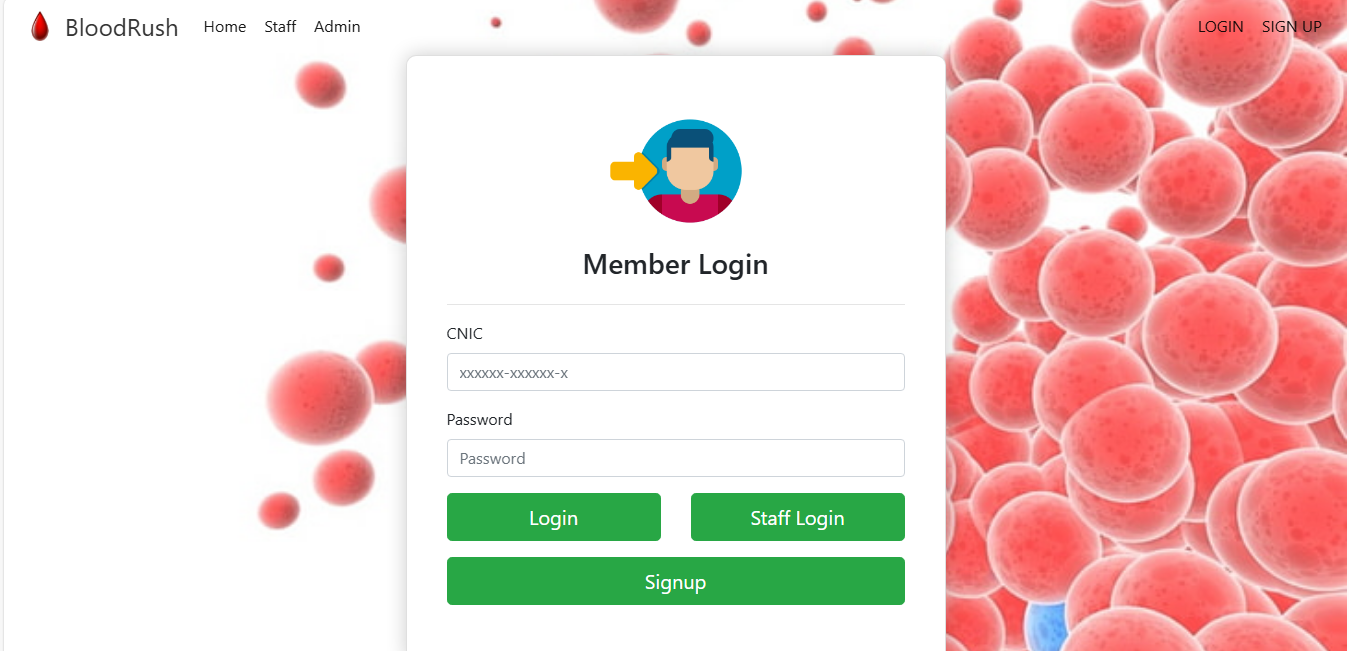 BloodRush Home Staff Admin LOGIN SIGN UP
Member Login
CNIC
xxxxxx-xxxxxx-x
Password
Password
Login Staff Login
Signup